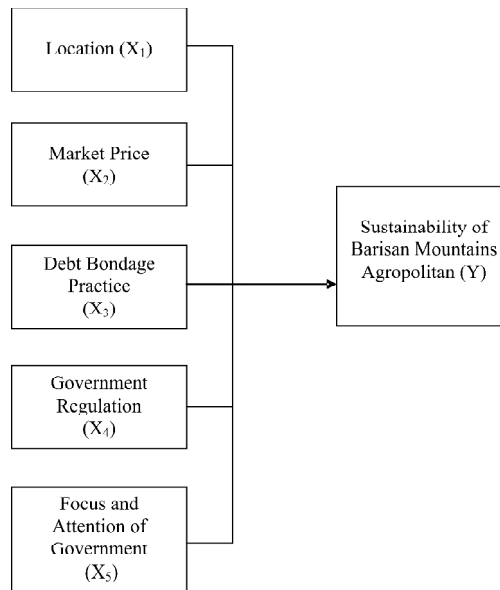 Location (X₁)
Market Price
(X₂)
Debt Bondage
Practice
(X₃)
Government
Regulation
(X₄)
Focus and
Attention of
Government
(X₅)
Sustainability of
Barisan Mountains
Agropolitan (Y)